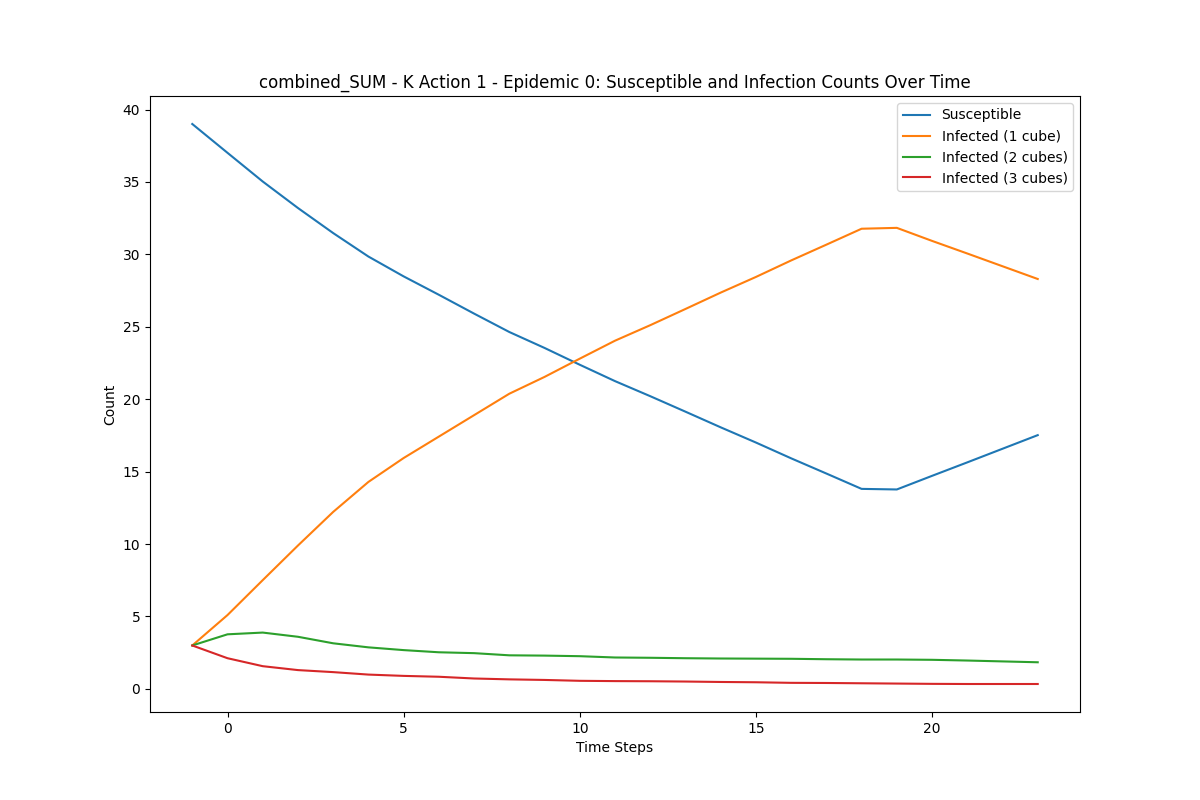 combined_SUM - K Action 1 - Epidemic 0: Susceptible and Infection Counts Over Time
Susceptible
Infected (1 cube)
Infected (2 cubes)
Infected (3 cubes)
Count
40
35
30
25
20
15
10
5
0
0 5 10 15 20
Time Steps